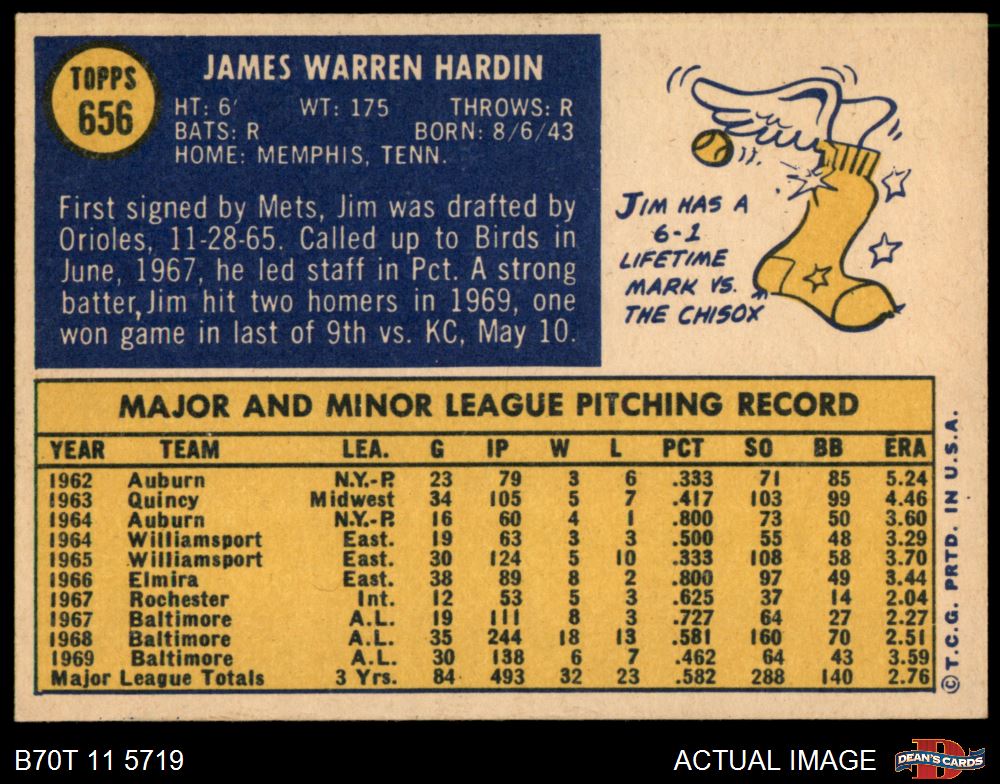 TOPPS
656
JAMES WARREN HARDIN
HT: 6' WT: 175 THROWS: R
BATS: R BORN: 8/6/43
HOME: MEMPHIS, TENN.
First signed by Mets, Jim was drafted by
Orioles, 11-28-65. Called up to Birds in
June, 1967, he led staff in Pct. A strong
batter, Jim hit two homers in 1969, one
won game in last of 9th vs. KC, May 10.
JIM HAS A
6-1
LIFETIME
MARK VS.
THE CHISOX
MAJOR AND MINOR LEAGUE PITCHING RECORD
YEAR TEAM LEA. G IP W L PCT SO BB ERA
1962 Auburn N.Y.-P. 23 79 3 6 .333 71 85 5.24
1963 Quincy Midwest 34 105 5 7 .417 103 99 4.46
1964 Auburn N.Y.-P. 16 60 4 1 .800 73 50 3.60
1964 Williamsport East. 19 63 3 3 .500 55 48 3.29
1965 Williamsport East. 30 124 5 10 .333 108 58 3.70
1966 Elmira East. 38 89 8 2 .800 97 49 3.44
1967 Rochester Int. 12 53 5 3 .625 37 14 2.04
1967 Baltimore A.L. 19 111 8 3 .727 64 27 2.27
1968 Baltimore A.L. 35 244 18 13 .581 160 70 2.51
1969 Baltimore A.L. 30 138 6 7 .462 64 43 3.59
Major League Totals 3 Yrs. 84 493 32 23 .582 288 140 2.76
©T.C.G. PRTD. IN U.S.A.
B70T 11 5719 ACTUAL IMAGE
DEAN'S CARDS